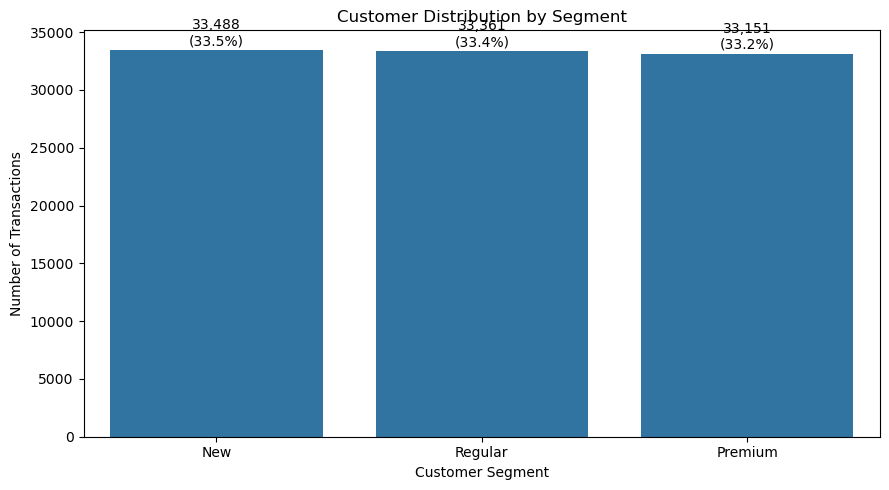 Customer Distribution by Segment
33,488
(33.5%)
33,361
(33.4%)
33,151
(33.2%)
35000
30000
25000
20000
15000
10000
5000
0
Number of Transactions
New
Regular
Premium
Customer Segment